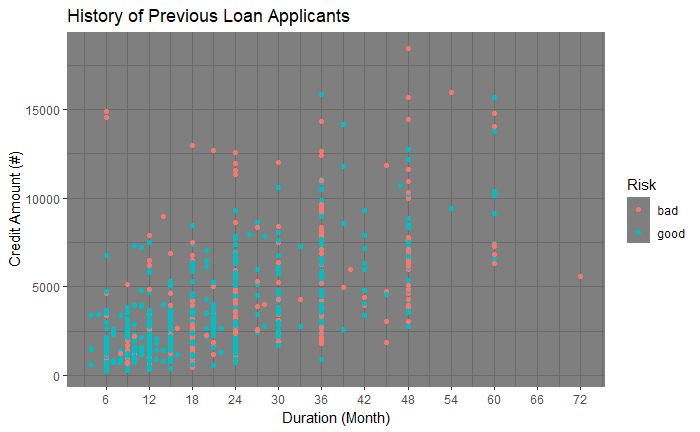 History of Previous Loan Applicants
Credit Amount (#)
15000
10000
5000
0
6 12 18 24 30 36 42 48 54 60 66 72
Duration (Month)
Risk
bad
good